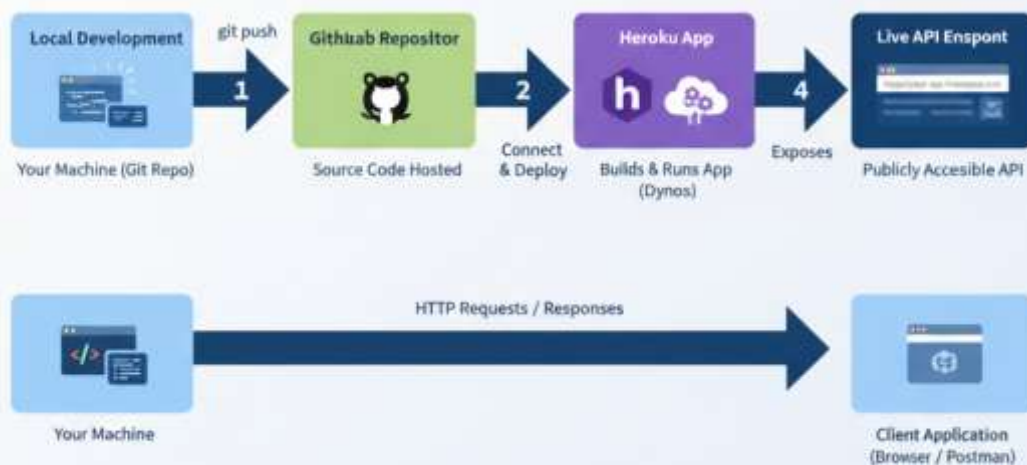 Local Development
git push
Githuab Repositor
Heroku App
Live API Enspont
1
2
h
4
Your Machine (Git Repo)
Source Code Hosted
Connect
& Deploy
Builds & Runs App
(Dynos)
Exposes
Publicly Accesible API
HTTP Requests / Responses
</>
Your Machine
Client Application
(Browser / Postman)